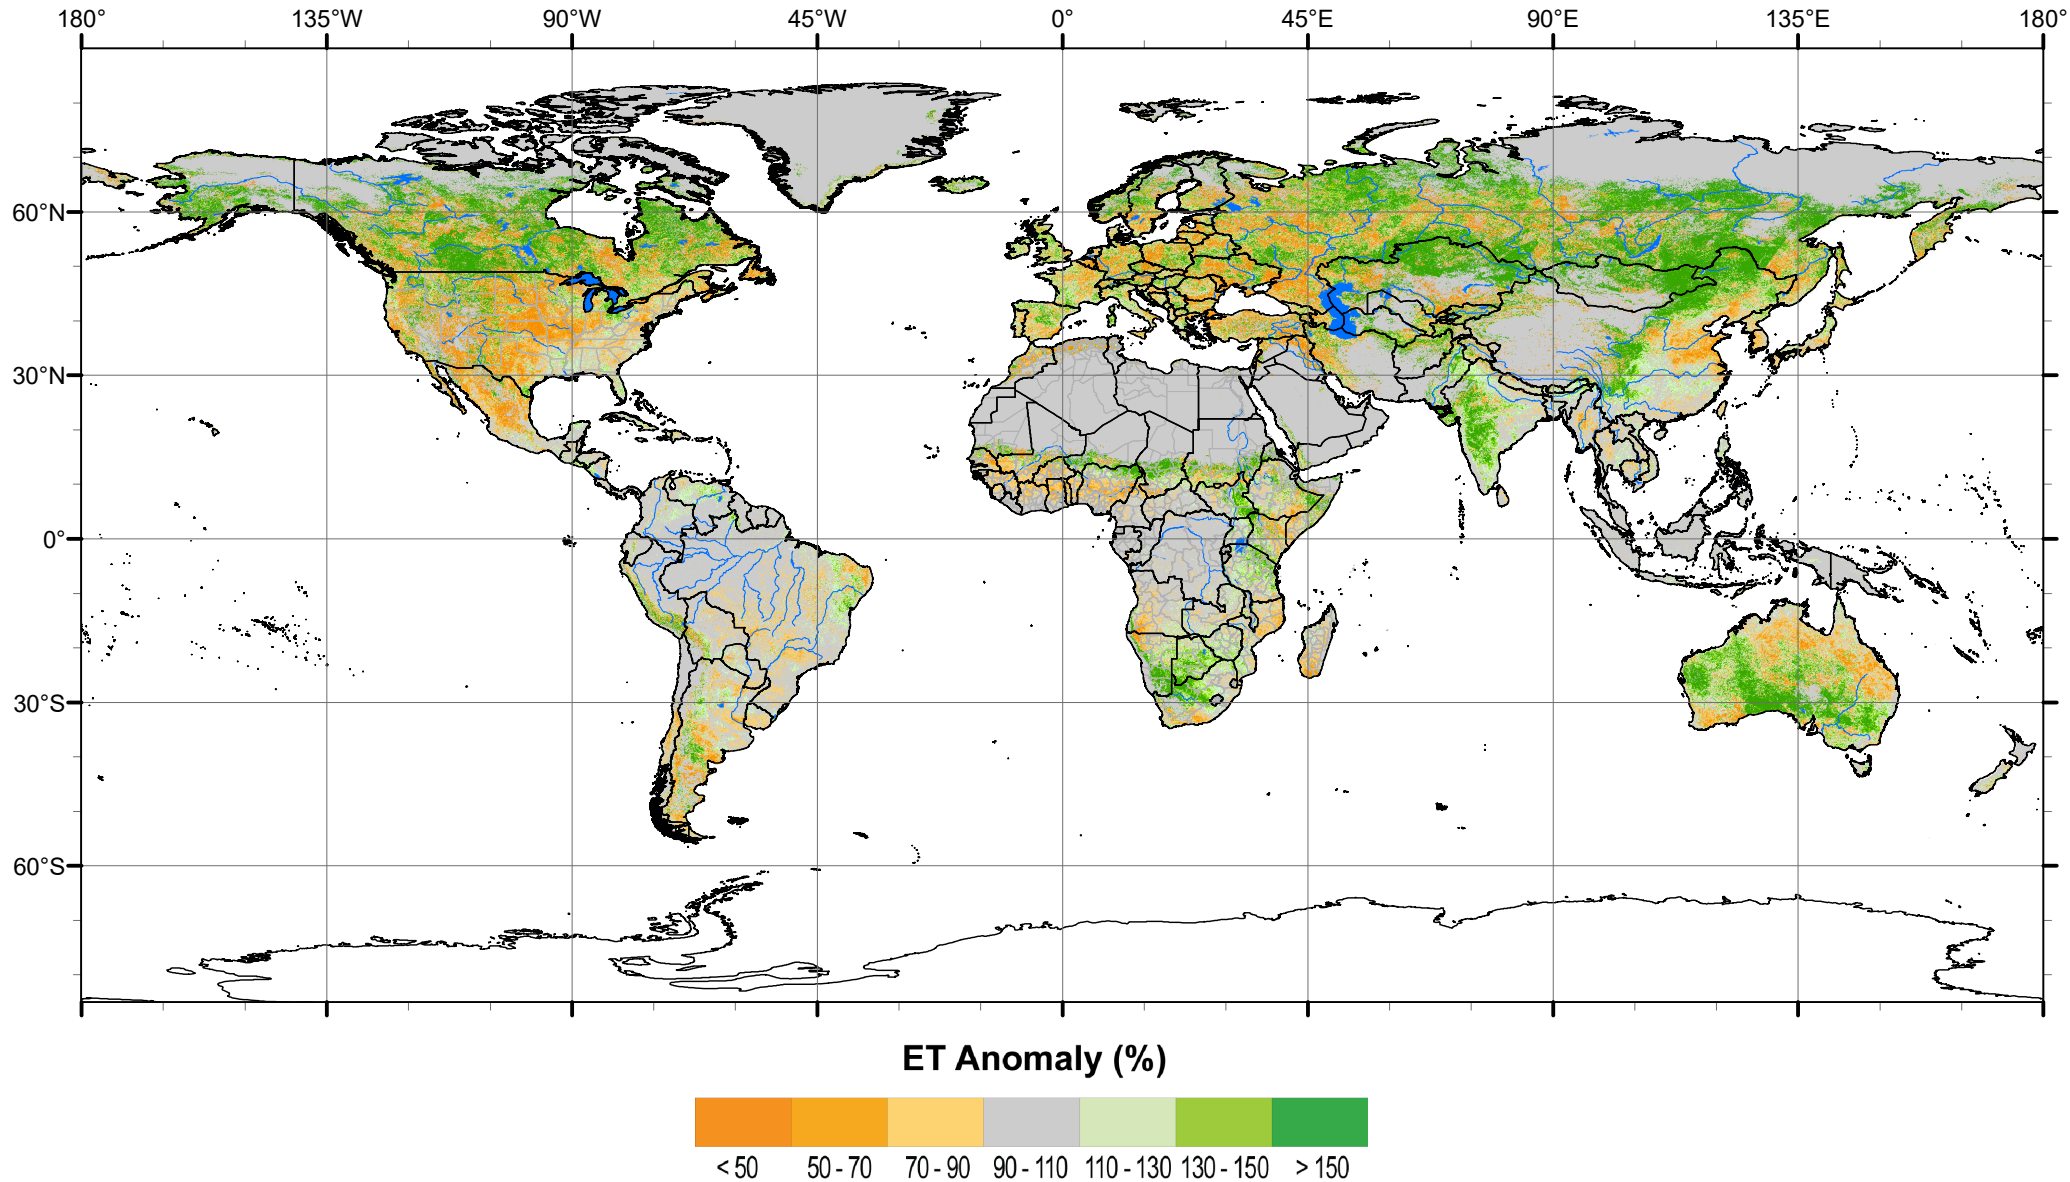 180° 135°W 90°W 45°W 0° 45°E 90°E 135°E 180°
60°N
30°N
0°
30°S
60°S
ET Anomaly (%)
< 50 50 - 70 70 - 90 90 - 110 110 - 130 130 - 150 > 150